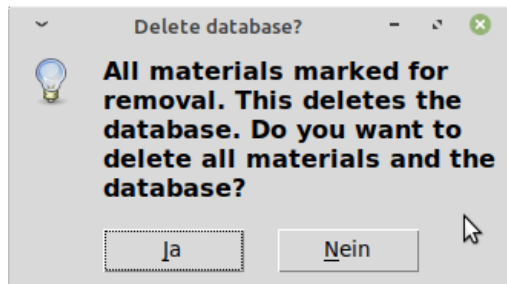 Delete database?
All materials marked for
removal. This deletes the
database. Do you want to
delete all materials and the
database?
Ja
Nein